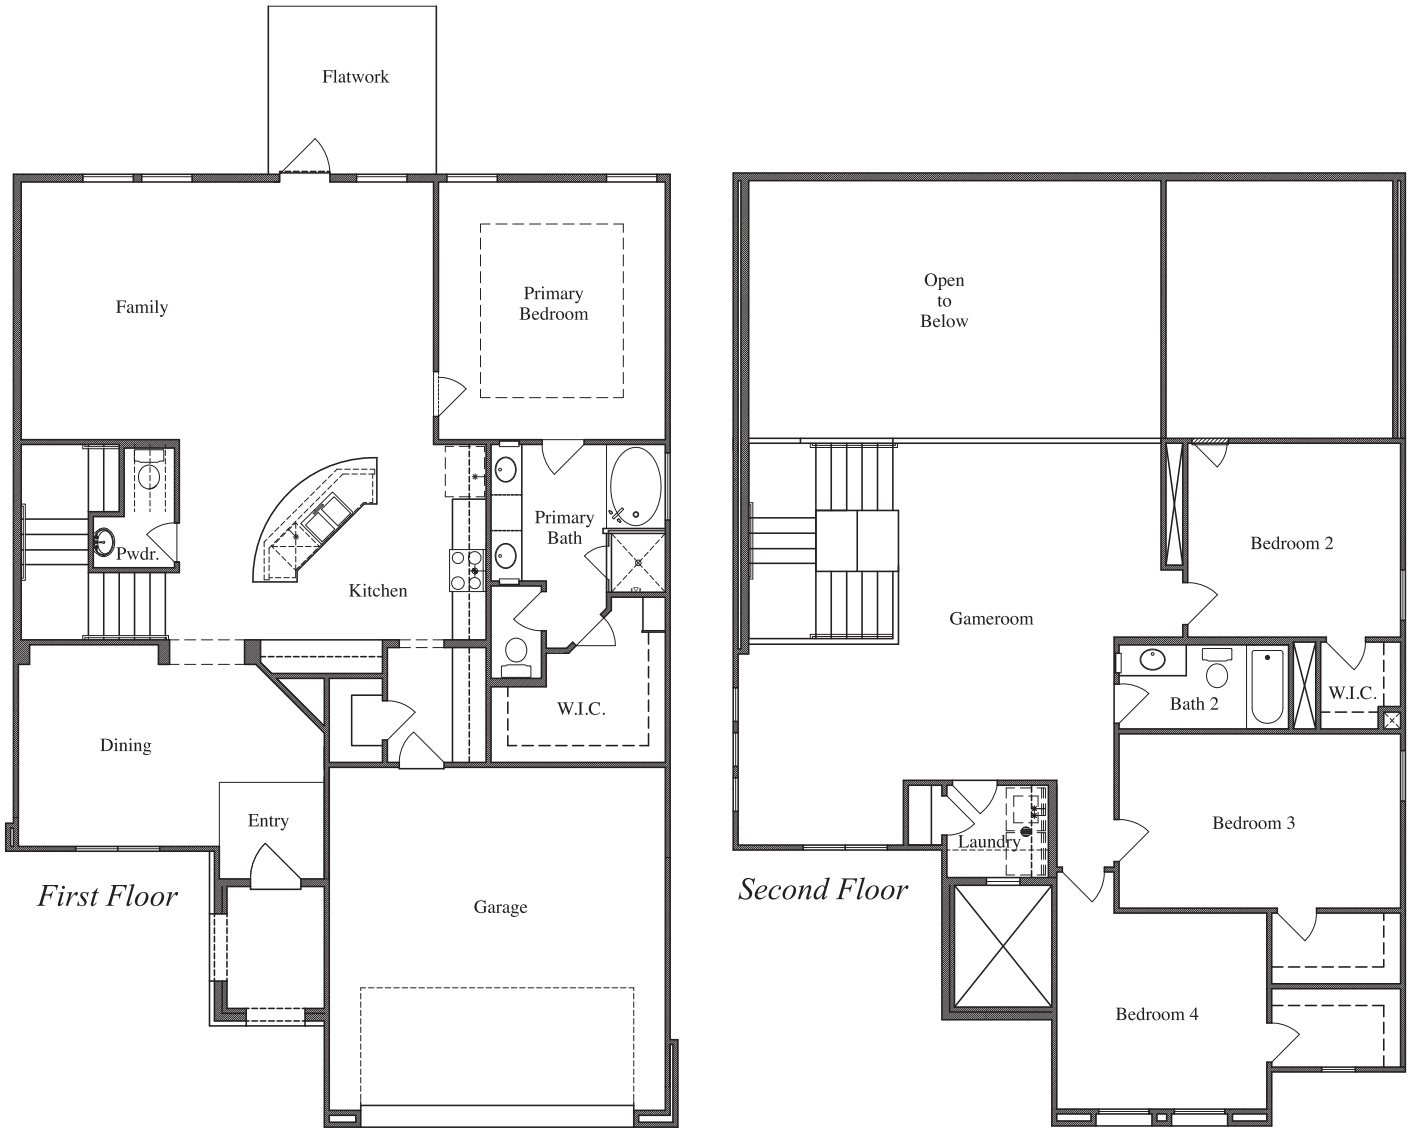 Flatwork
Family
Primary
Bedroom
Pwdr.
Primary
Bath
Kitchen
W.I.C.
Dining
Entry
First Floor
Garage
Open
to
Below
Bedroom 2
Gameroom
Bath 2
W.I.C.
Bedroom 3
Laundry
Second Floor
Bedroom 4